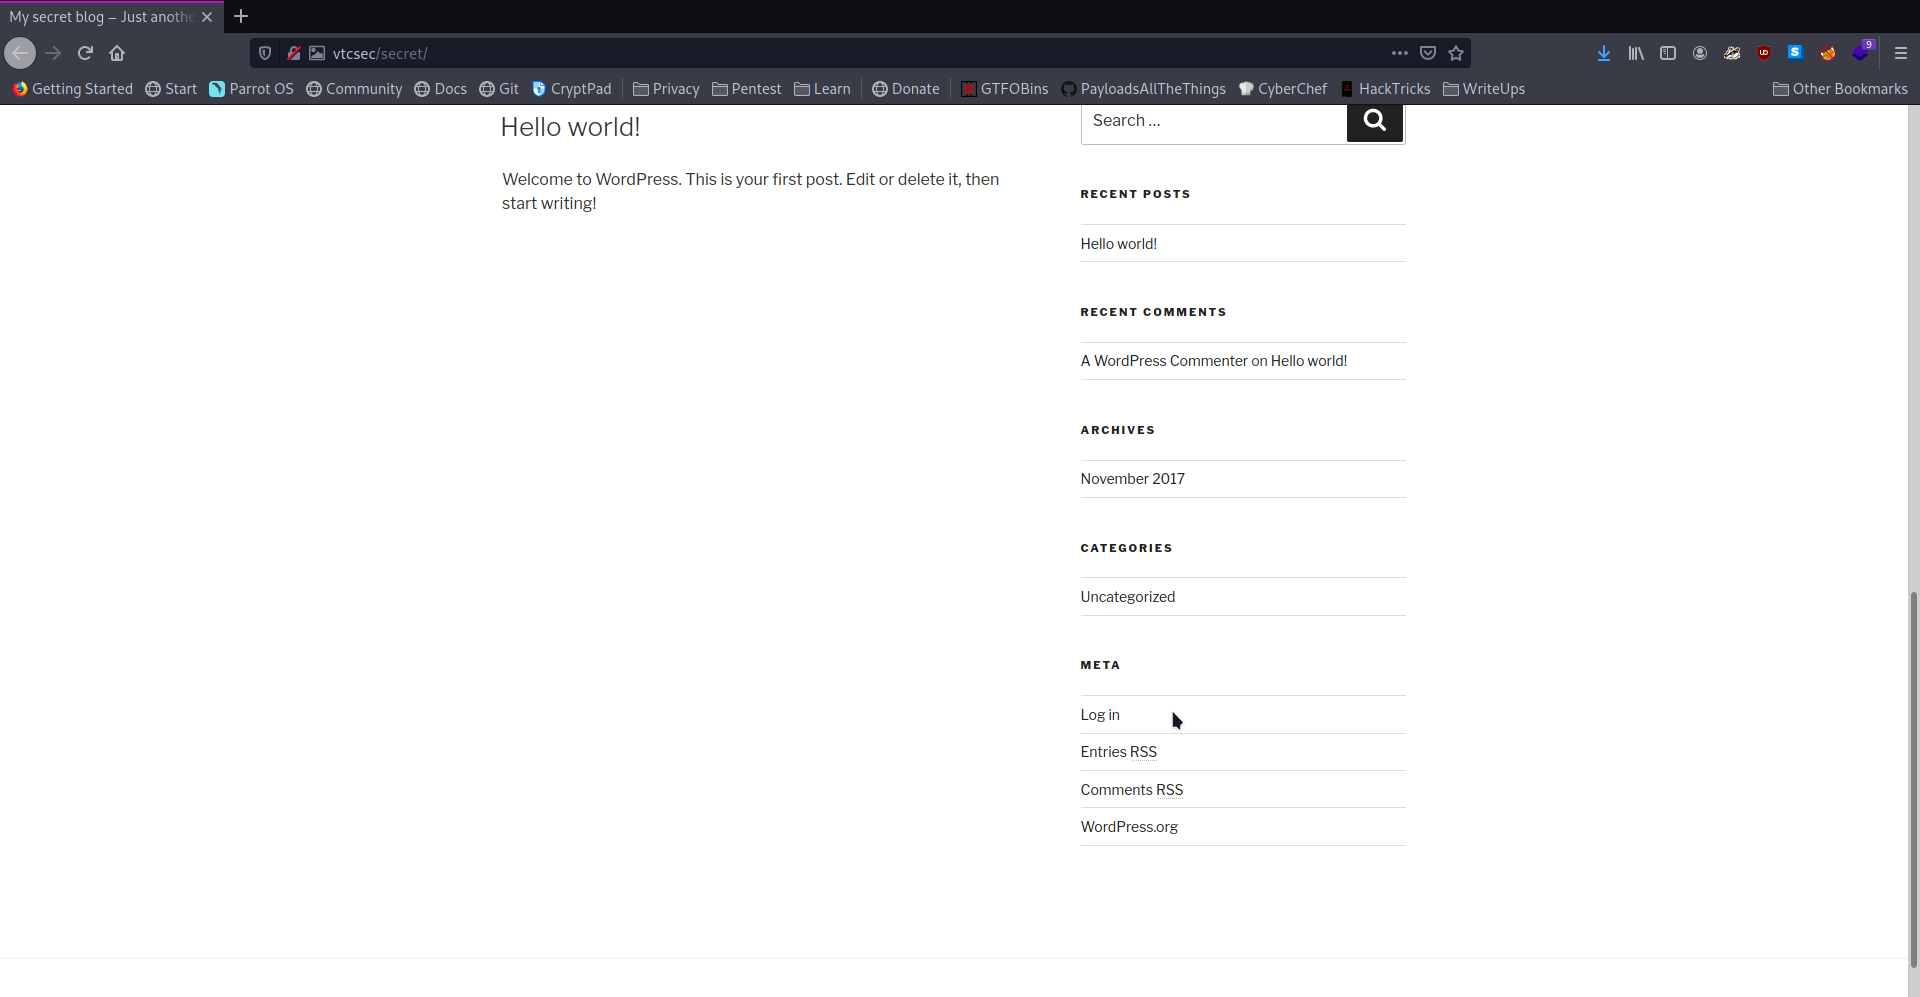 My secret blog – Just anothe
vtcsec/secret/
9
Getting Started Start Parrot OS Community Docs Git CryptPad Privacy Pentest Learn Donate GTFOBins PayloadsAllTheThings CyberChef HackTricks WriteUps Other Bookmarks
Hello world!
Welcome to WordPress. This is your first post. Edit or delete it, then
start writing!
Search …
RECENT POSTS
Hello world!
RECENT COMMENTS
A WordPress Commenter on Hello world!
ARCHIVES
November 2017
CATEGORIES
Uncategorized
META
Log in
Entries RSS
Comments RSS
WordPress.org